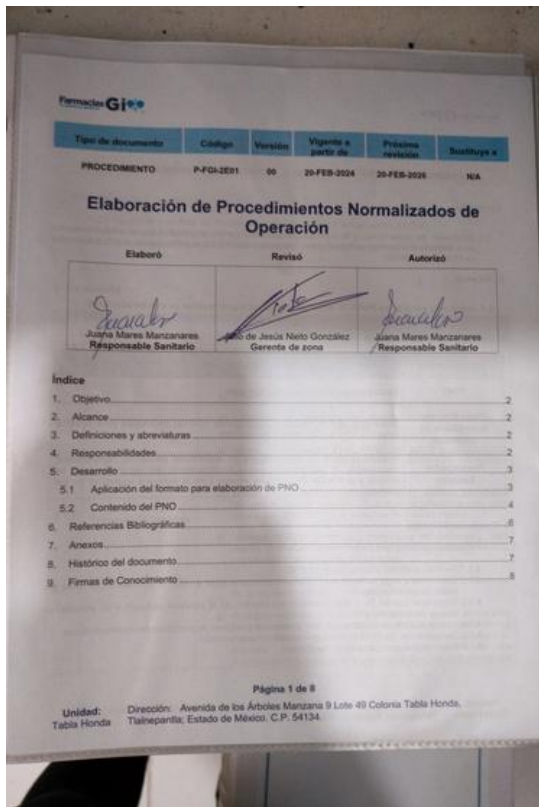 Farmacias Gi
Tipo de documento Código Versión Vigente a partir de Próxima revisión Sustituye a
PROCEDIMIENTO P-FGI-2E01 00 20-FEB-2024 20-FEB-2026 N/A
Elaboración de Procedimientos Normalizados de
Operación
Elaboró Revisó Autorizó
Juana Mares Manzanares de Jesús Nieto González Juana Mares Manzanares
Responsable Sanitario Gerente de zona Responsable Sanitario
Índice
1. Objetivo 2
2. Alcance 2
3. Definiciones y abreviaturas 2
4. Responsabilidades 2
5. Desarrollo 3
5.1 Aplicación del formato para elaboración de PNO 3
5.2 Contenido del PNO 4
6. Referencias Bibliográficas 6
7. Anexos 7
8. Histórico del documento 7
9. Firmas de Conocimiento 8
Página 1 de 8
Unidad: Dirección: Avenida de los Árboles Manzana 9 Lote 49 Colonia Tabla Honda,
Tabla Honda Tlalnepantla; Estado de México. C.P. 54134.